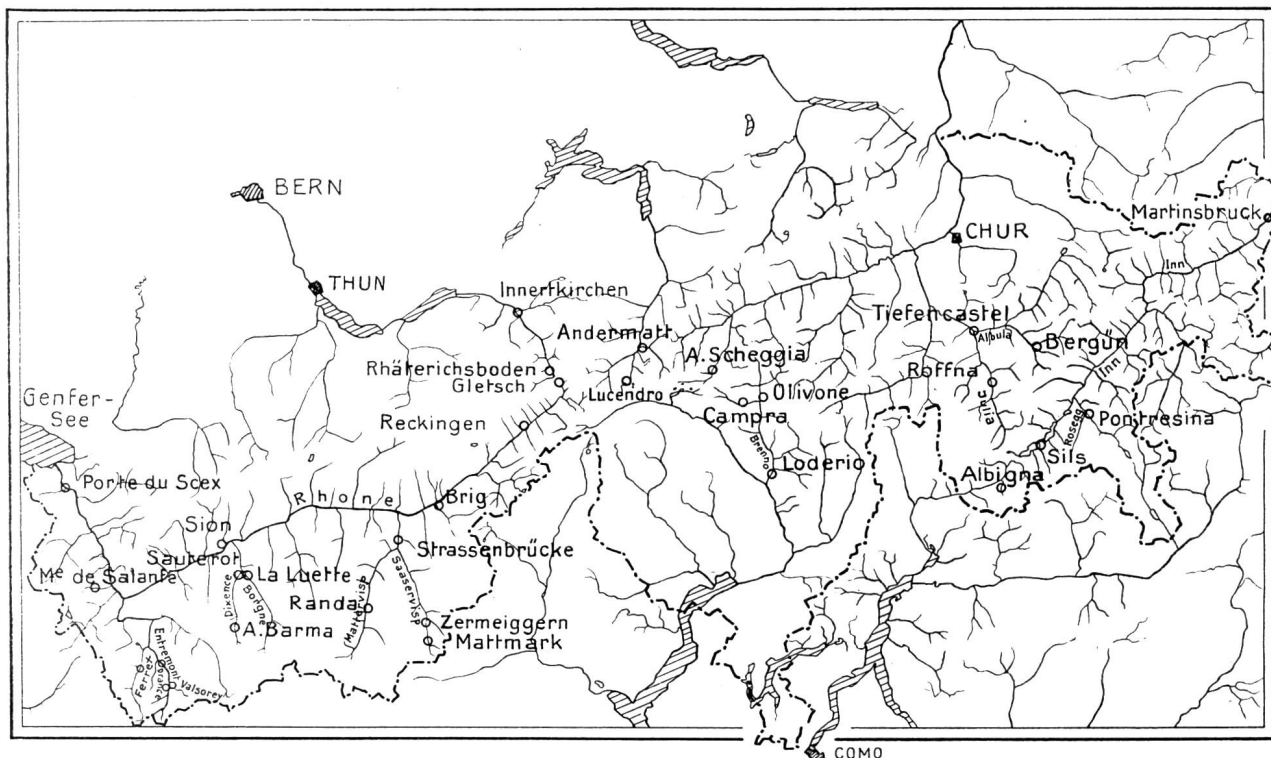 BERN
THUN
CHUR
Martinsbruck
Inn
Innertkirchen
Andermatt
Tiefencastel
Albula
Bergün
Rhäterichsboden
Gletsch
A.Scheggia
Roffna
Inn
Lucendro
Olivone
Campra
Julia
Genfer-
See
Reckingen
Brenno
Rosegg
Pontresina
Sils
Loderio
Albigna
Porte du Scex
Rhone
Brig
Sion
Sauterot
Strassenbrücke
Mᵉ de Salanfe
La Luette
Dixence
Borgne
Randa
(Mattervisp
Saaservisp
A.Barma
Zermeiggern
Mattmark
Ferrex
Entremont
Valsorey
COMO